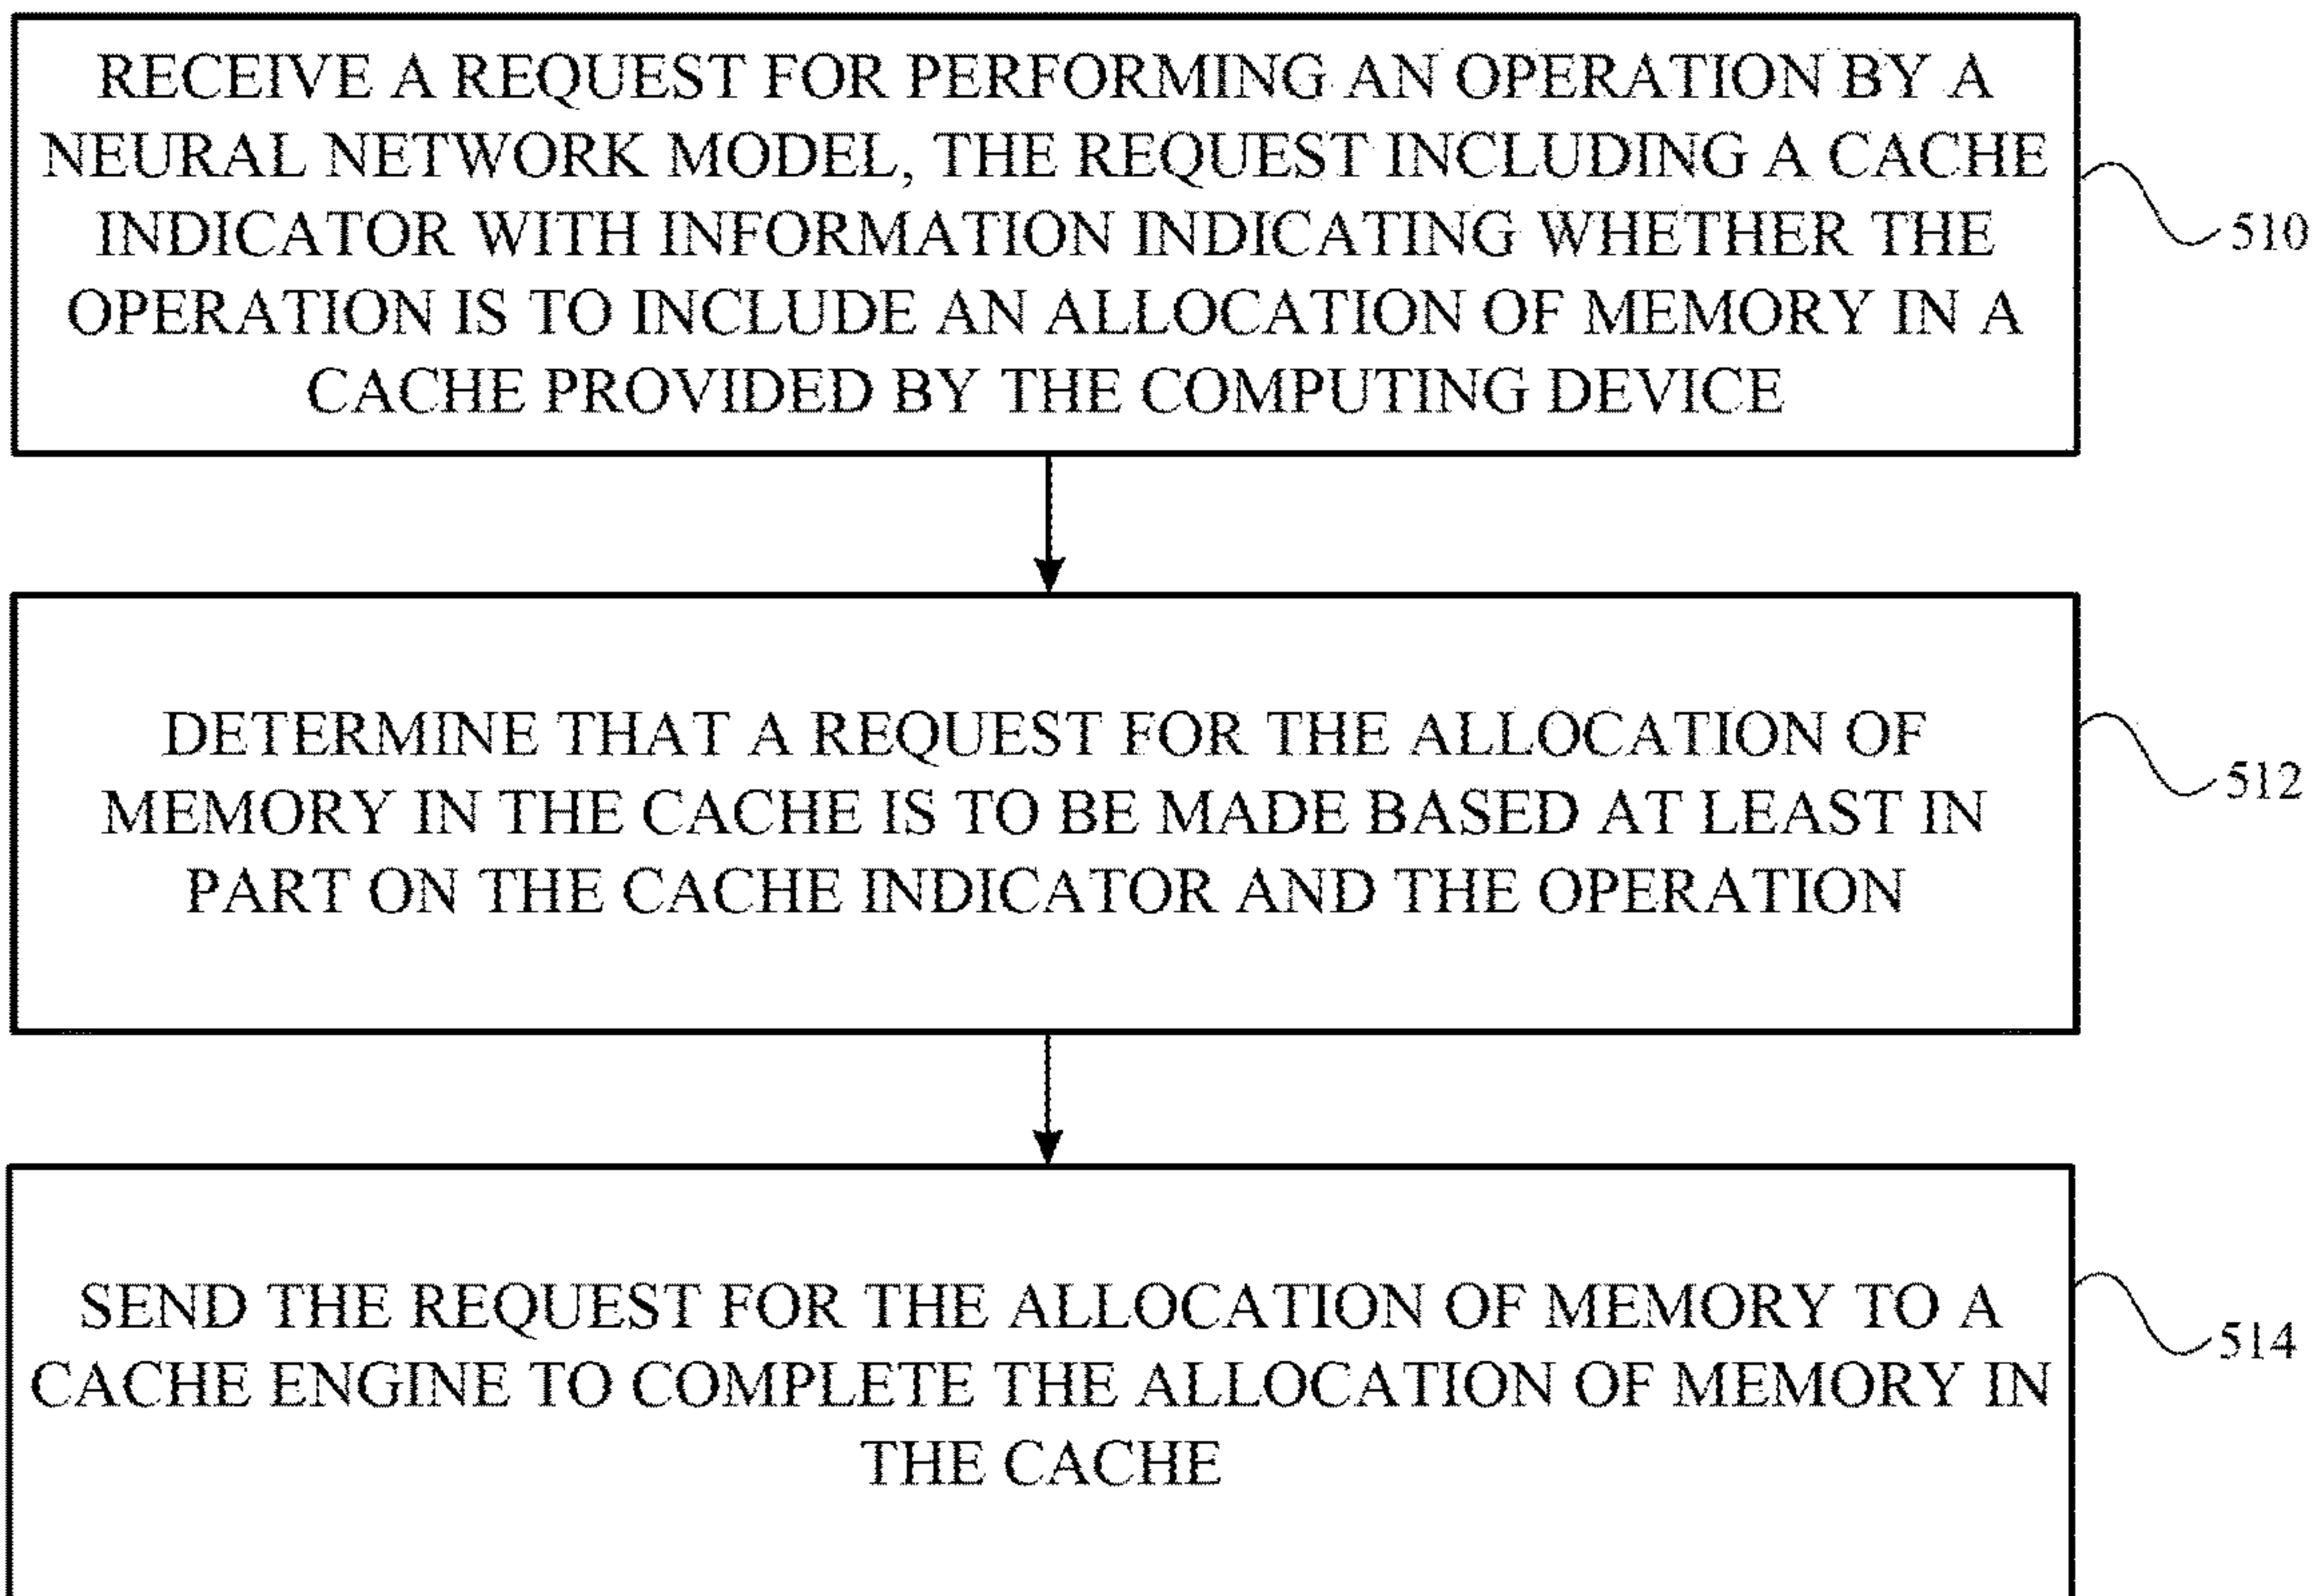 RECEIVE A REQUEST FOR PERFORMING AN OPERATION BY A
NEURAL NETWORK MODEL, THE REQUEST INCLUDING A CACHE
INDICATOR WITH INFORMATION INDICATING WHETHER THE
OPERATION IS TO INCLUDE AN ALLOCATION OF MEMORY IN A
CACHE PROVIDED BY THE COMPUTING DEVICE
510
DETERMINE THAT A REQUEST FOR THE ALLOCATION OF
MEMORY IN THE CACHE IS TO BE MADE BASED AT LEAST IN
PART ON THE CACHE INDICATOR AND THE OPERATION
512
SEND THE REQUEST FOR THE ALLOCATION OF MEMORY TO A
CACHE ENGINE TO COMPLETE THE ALLOCATION OF MEMORY IN
THE CACHE
514